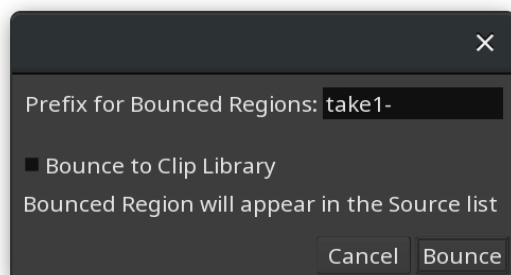 Prefix for Bounced Regions: take1-
Bounce to Clip Library
Bounced Region will appear in the Source list
Cancel Bounce